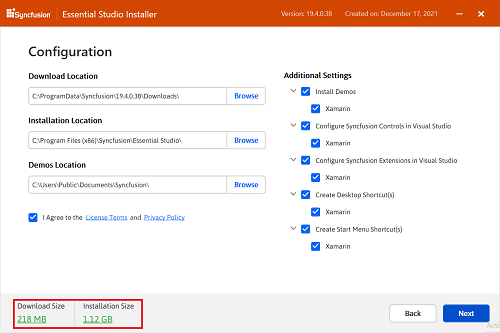 Syncfusion Essential Studio Installer Version: 19.4.0.38 Created on: December 17, 2021
Configuration
Download Location
C:\ProgramData\Syncfusion\19.4.0.38\Downloads\ Browse
Installation Location
C:\Program Files (x86)\Syncfusion\Essential Studio\ Browse
Demos Location
C:\Users\Public\Documents\Syncfusion\ Browse
I Agree to the License Terms and Privacy Policy
Additional Settings
Install Demos
Xamarin
Configure Syncfusion Controls in Visual Studio
Xamarin
Configure Syncfusion Extensions in Visual Studio
Xamarin
Create Desktop Shortcut(s)
Xamarin
Create Start Menu Shortcut(s)
Xamarin
Download Size Installation Size
218 MB 1.12 GB
Back Next